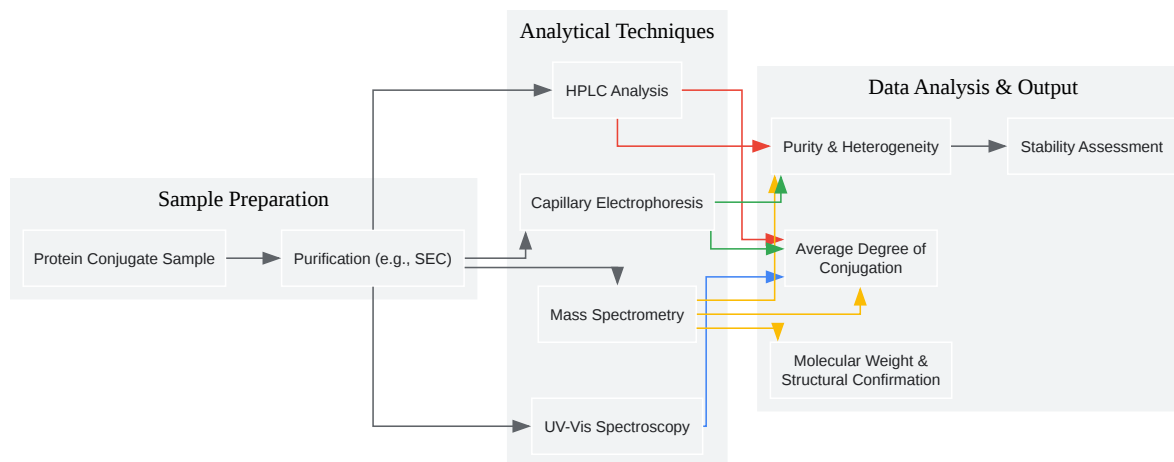 Sample Preparation
Protein Conjugate Sample
Purification (e.g., SEC)
Analytical Techniques
HPLC Analysis
Capillary Electrophoresis
Mass Spectrometry
UV-Vis Spectroscopy
Data Analysis & Output
Purity & Heterogeneity
Stability Assessment
Average Degree of
Conjugation
Molecular Weight &
Structural Confirmation